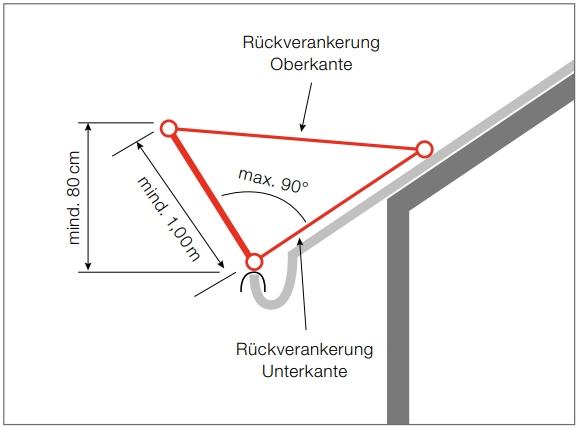 Rückverankerung
Oberkante
mind. 80 cm
mind. 1,00 m
max. 90°
Rückverankerung
Unterkante